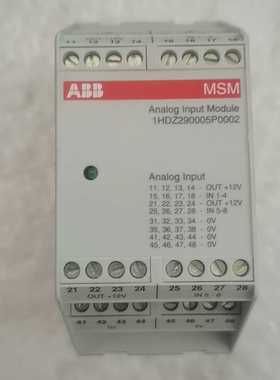 11 12 13 14
15 16 17 18
ABB
MSM
Analog Input Module
1HDZ290005P0002
Analog Input
11, 12, 13, 14 - OUT +12V
15, 16, 17, 18 - IN 1-4
21, 22, 23, 24 - OUT +12V
25, 26, 27, 28 - IN 5-8
31, 32, 33, 34 - 0V
35, 36, 37, 38 - 0V
41, 42, 43, 44 - 0V
45, 46, 47, 48 - 0V
21 22 23 24
OUT +12V
25 26 27 28
IN 5-8
41 42 43 44
45 46 47 48